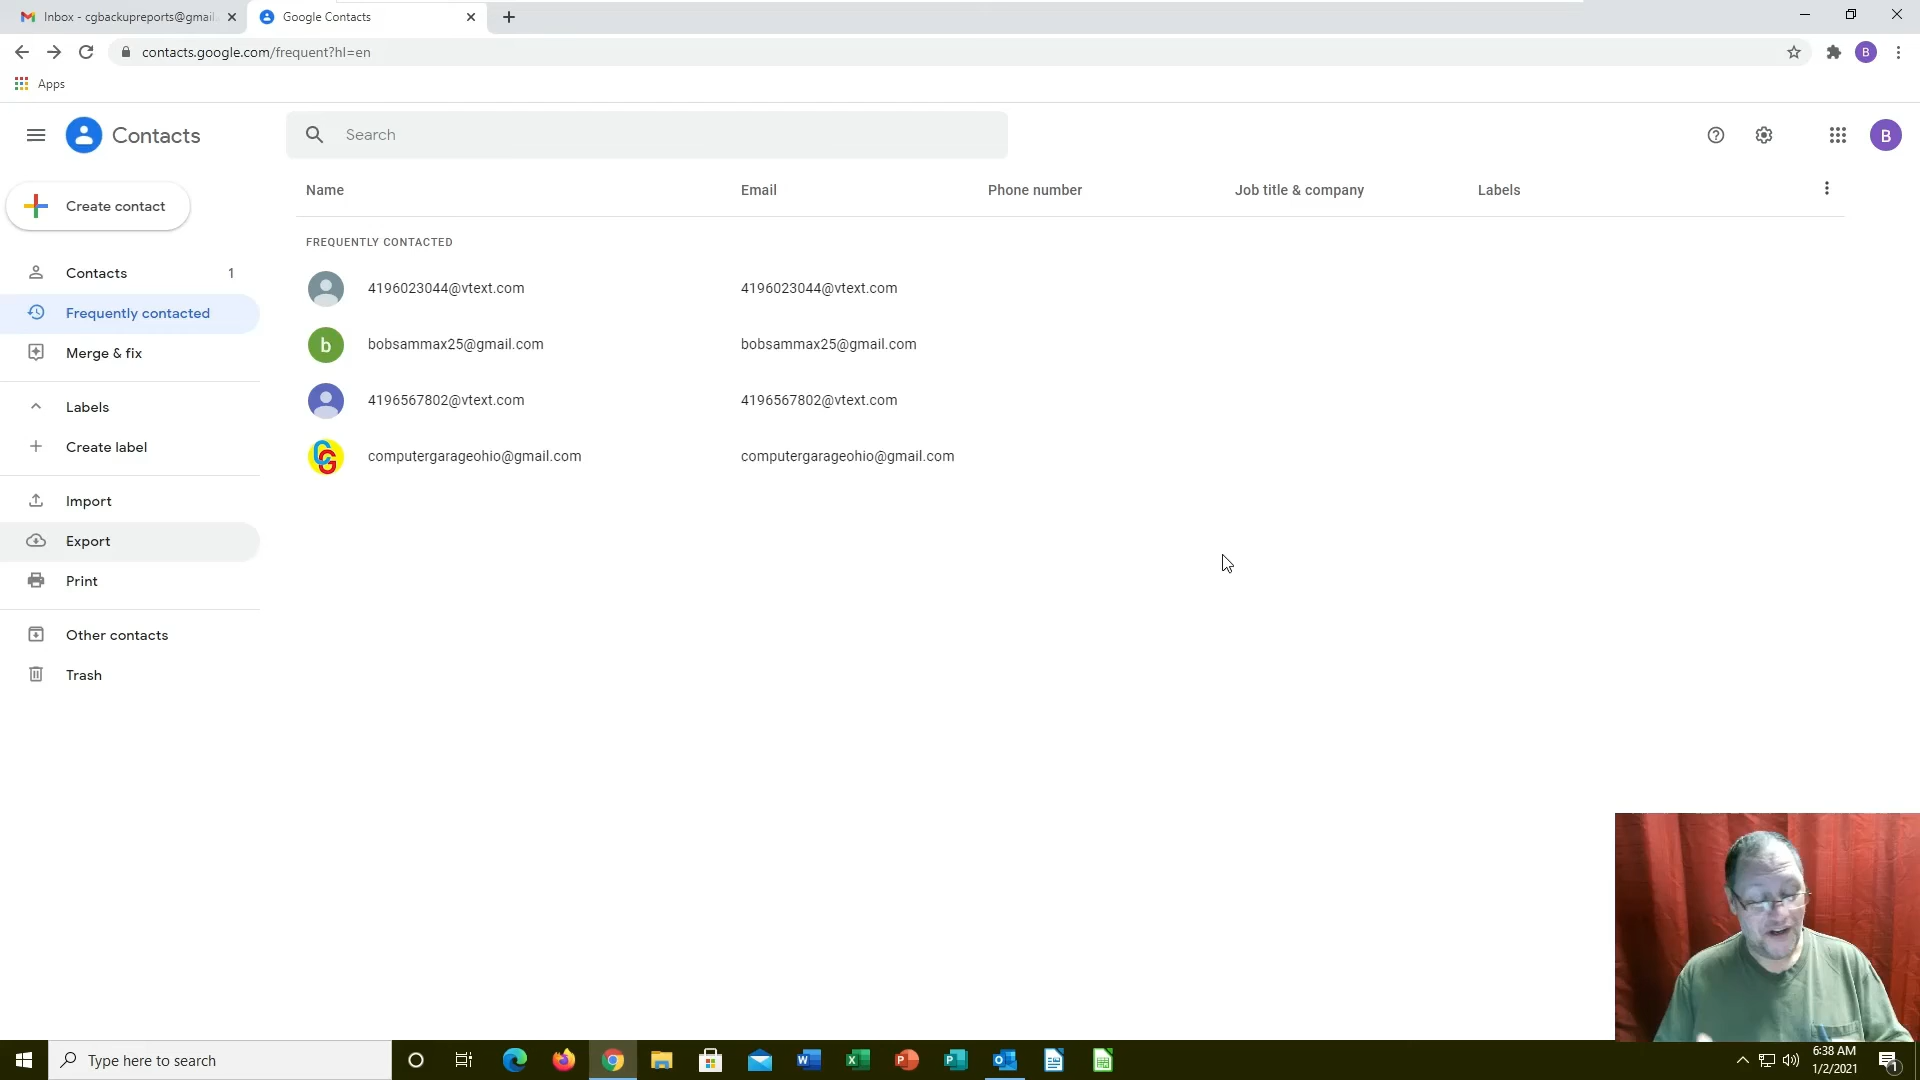 Inbox - cgbackupreports@gmail.
Google Contacts
contacts.google.com/frequent?hl=en
B
Apps
Contacts
Search
B
Name
Email
Phone number
Job title & company
Labels
Create contact
FREQUENTLY CONTACTED
Contacts
1
4196023044@vtext.com
4196023044@vtext.com
Frequently contacted
b
bobsammax25@gmail.com
bobsammax25@gmail.com
Merge & fix
4196567802@vtext.com
4196567802@vtext.com
Labels
Create label
CG
computergarageohio@gmail.com
computergarageohio@gmail.com
Import
Export
Print
Other contacts
Trash
Type here to search
6:38 AM
1/2/2021
1